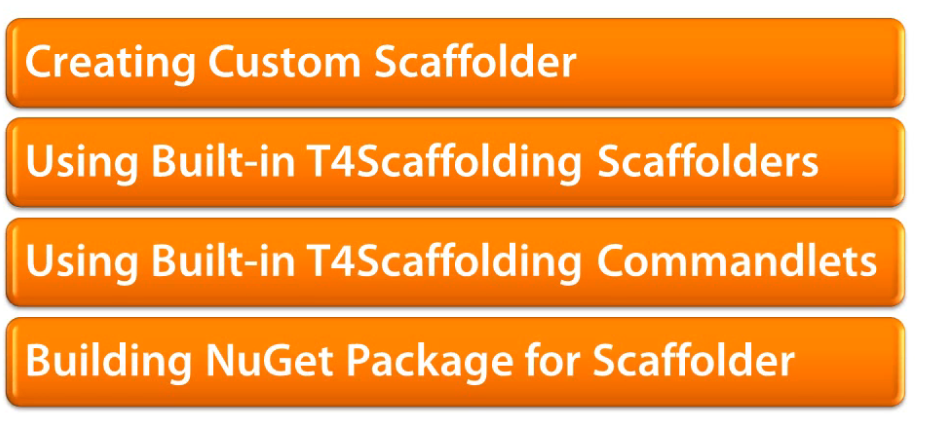 Creating Custom Scaffolder
Using Built-in T4Scaffolding Scaffolders
Using Built-in T4Scaffolding Commandlets
Building NuGet Package for Scaffolder